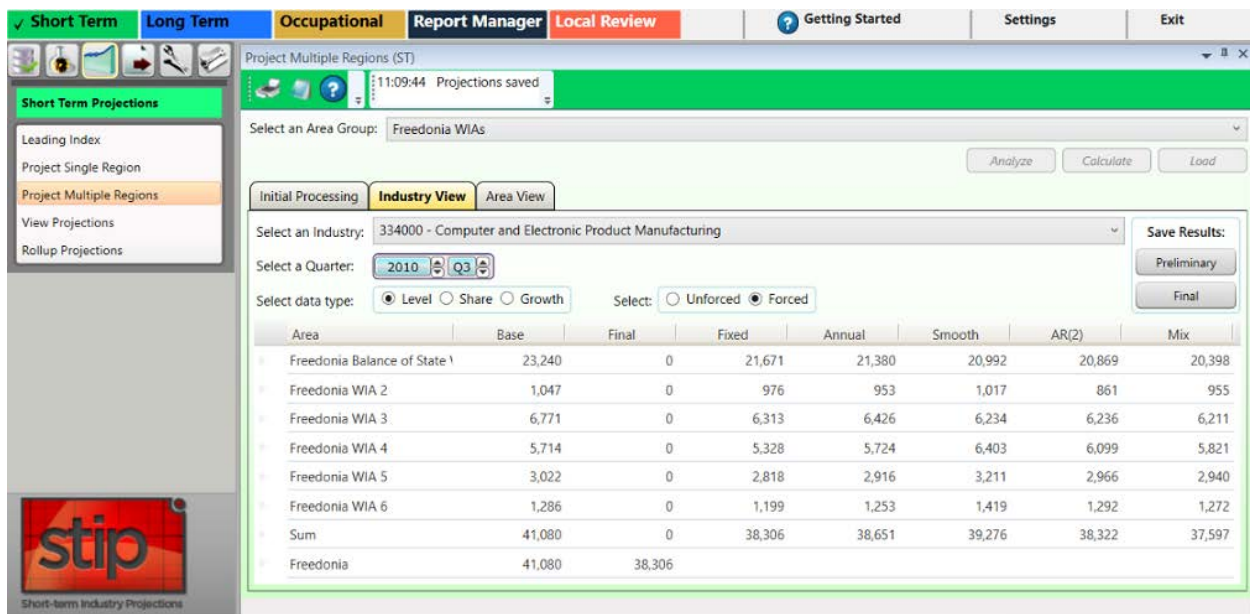 ✓ Short Term Long Term Occupational Report Manager Local Review ? Getting Started Settings Exit
Project Multiple Regions (ST)
? 11:09:44 Projections saved
Short Term Projections
Leading Index
Project Single Region
Project Multiple Regions
View Projections
Rollup Projections
Select an Area Group: Freedonia WIAs
Analyze Calculate Load
Initial Processing Industry View Area View
Select an Industry: 334000 - Computer and Electronic Product Manufacturing
Save Results:
Select a Quarter: 2010 Q3
Preliminary
Select data type: Level Share Growth Select: Unforced Forced
Final
Area Base Final Fixed Annual Smooth AR(2) Mix
Freedonia Balance of State 23,240 0 21,671 21,380 20,992 20,869 20,398
Freedonia WIA 2 1,047 0 976 953 1,017 861 955
Freedonia WIA 3 6,771 0 6,313 6,426 6,234 6,236 6,211
Freedonia WIA 4 5,714 0 5,328 5,724 6,403 6,099 5,821
Freedonia WIA 5 3,022 0 2,818 2,916 3,211 2,966 2,940
Freedonia WIA 6 1,286 0 1,199 1,253 1,419 1,292 1,272
Sum 41,080 0 38,306 38,651 39,276 38,322 37,597
Freedonia 41,080 38,306
stip
Short-term Industry Projections